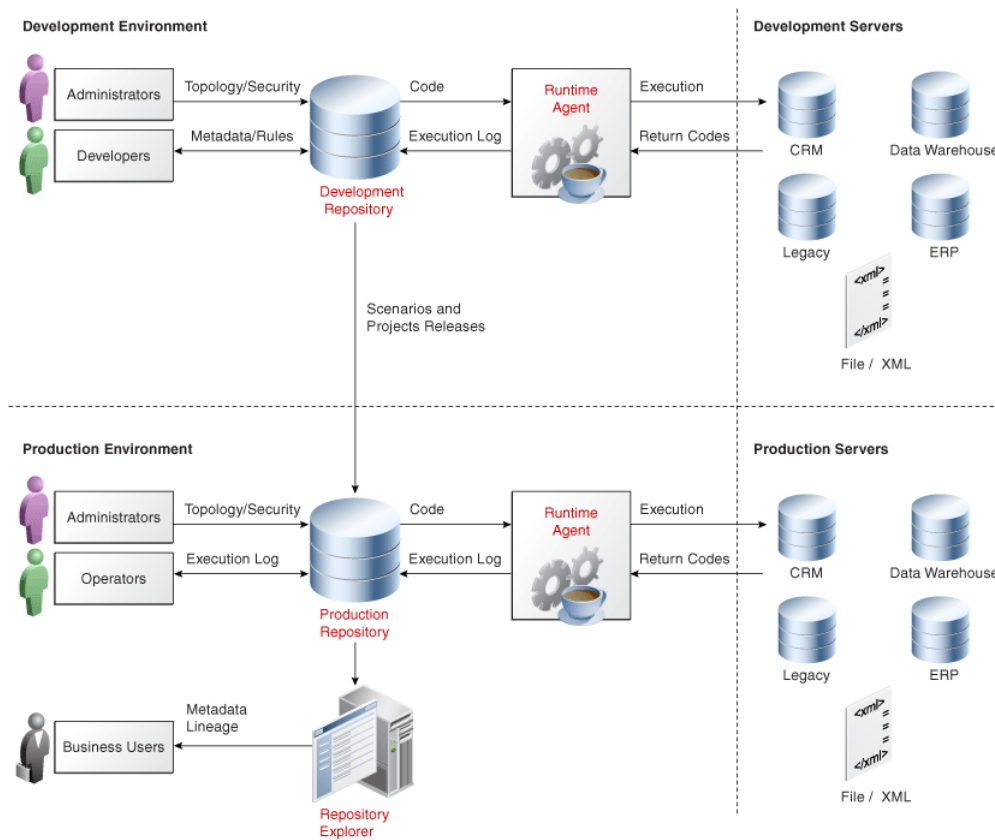 Development Environment
Development Servers
Administrators
Topology/Security
Code
Runtime
Agent
Execution
Developers
Metadata/Rules
Execution Log
Return Codes
CRM
Data Warehouse
Development
Repository
Legacy
ERP
<xml>
=
=
=
</xml>
File / XML
Scenarios and
Projects Releases
Production Environment
Production Servers
Administrators
Topology/Security
Code
Runtime
Agent
Execution
Operators
Execution Log
Execution Log
Return Codes
CRM
Data Warehouse
Production
Repository
Legacy
ERP
<xml>
=
=
=
</xml>
File / XML
Business Users
Metadata
Lineage
Repository
Explorer